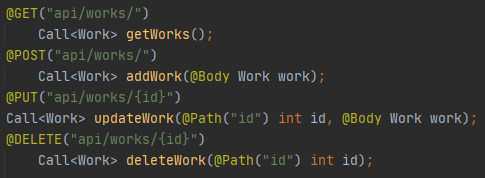 @GET("api/works/")
    Call<Work> getWorks();
@POST("api/works/")
    Call<Work> addWork(@Body Work work);
@PUT("api/works/{id}")
Call<Work> updateWork(@Path("id") int id, @Body Work work);
@DELETE("api/works/{id}")
    Call<Work> deleteWork(@Path("id") int id);